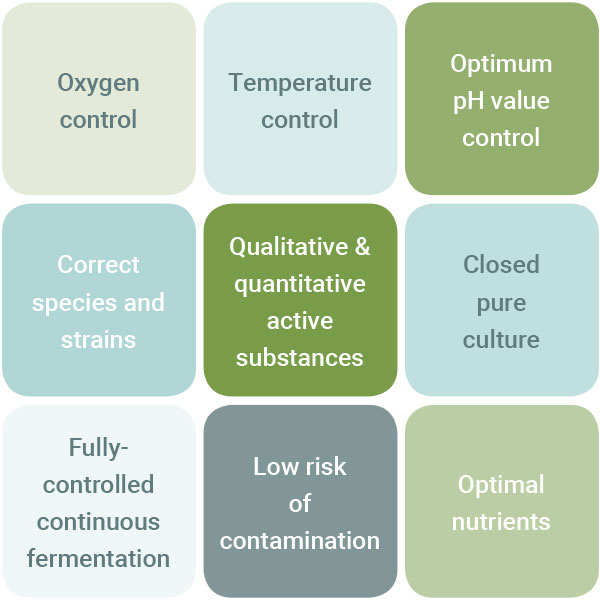 Oxygen
control
Temperature
control
Optimum
pH value
control
Correct
species and
strains
Qualitative &
quantitative
active
substances
Closed
pure
culture
Fully-
controlled
continuous
fermentation
Low risk
of
contamination
Optimal
nutrients